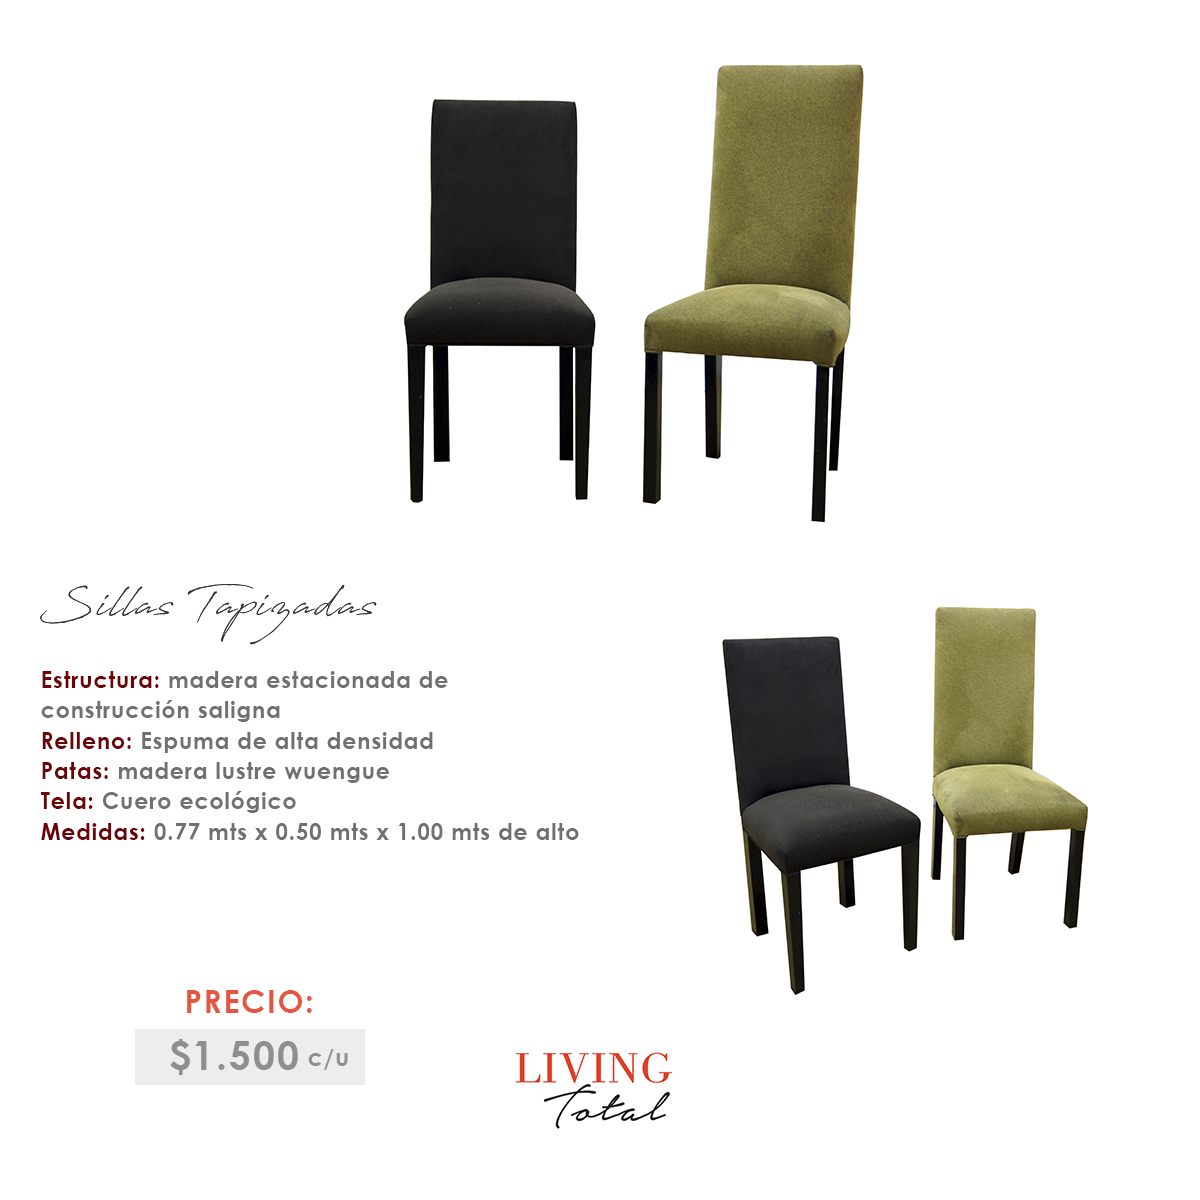 Sillas Tapizadas
Estructura: madera estacionada de
construcción saligna
Relleno: Espuma de alta densidad
Patas: madera lustre wuengue
Tela: Cuero ecológico
Medidas: 0.77 mts x 0.50 mts x 1.00 mts de alto
PRECIO:
$1.500 c/u
LIVING
Total